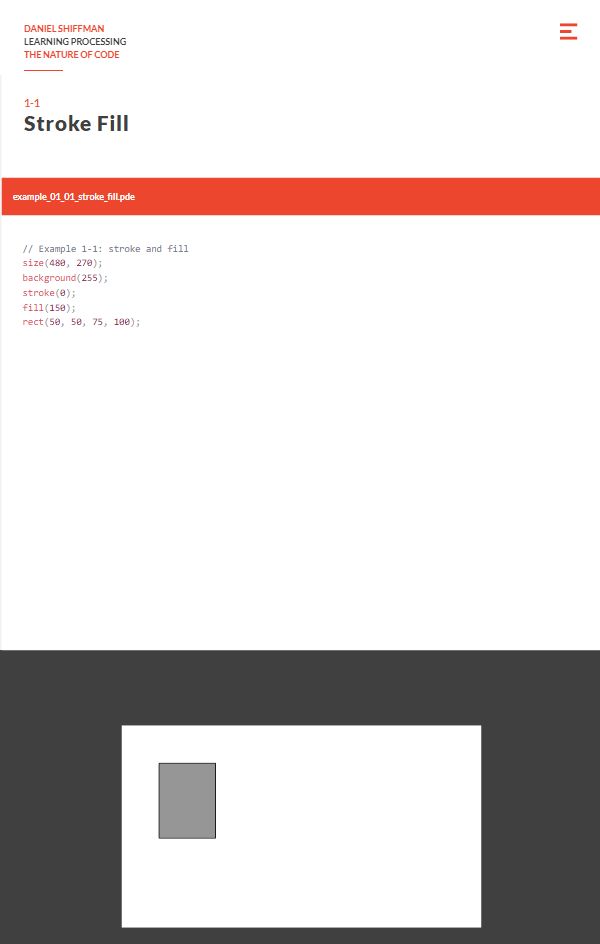 DANIEL SHIFFMAN
LEARNING PROCESSING
THE NATURE OF CODE
1-1
Stroke Fill
example_01_01_stroke_fill.pde
// Example 1-1: stroke and fill
size(480, 270);
background(255);
stroke(0);
fill(150);
rect(50, 50, 75, 100);